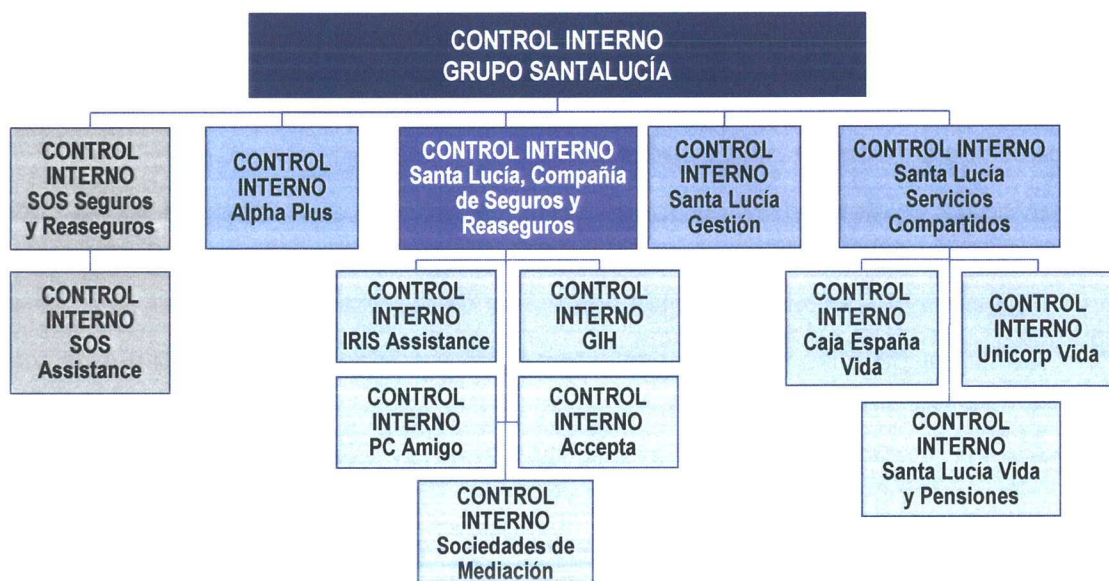 CONTROL INTERNO
GRUPO SANTALUCÍA
CONTROL
INTERNO
SOS Seguros
y Reaseguros
CONTROL
INTERNO
Alpha Plus
CONTROL INTERNO
Santa Lucía, Compañía
de Seguros y
Reaseguros
CONTROL
INTERNO
Santa Lucía
Gestión
CONTROL INTERNO
Santa Lucía
Servicios
Compartidos
CONTROL
INTERNO
SOS
Assistance
CONTROL
INTERNO
IRIS Assistance
CONTROL
INTERNO
GIH
CONTROL
INTERNO
Caja España
Vida
CONTROL
INTERNO
Unicorp Vida
CONTROL
INTERNO
PC Amigo
CONTROL
INTERNO
Accepta
CONTROL
INTERNO
Santa Lucía Vida
y Pensiones
CONTROL
INTERNO
Sociedades de
Mediación